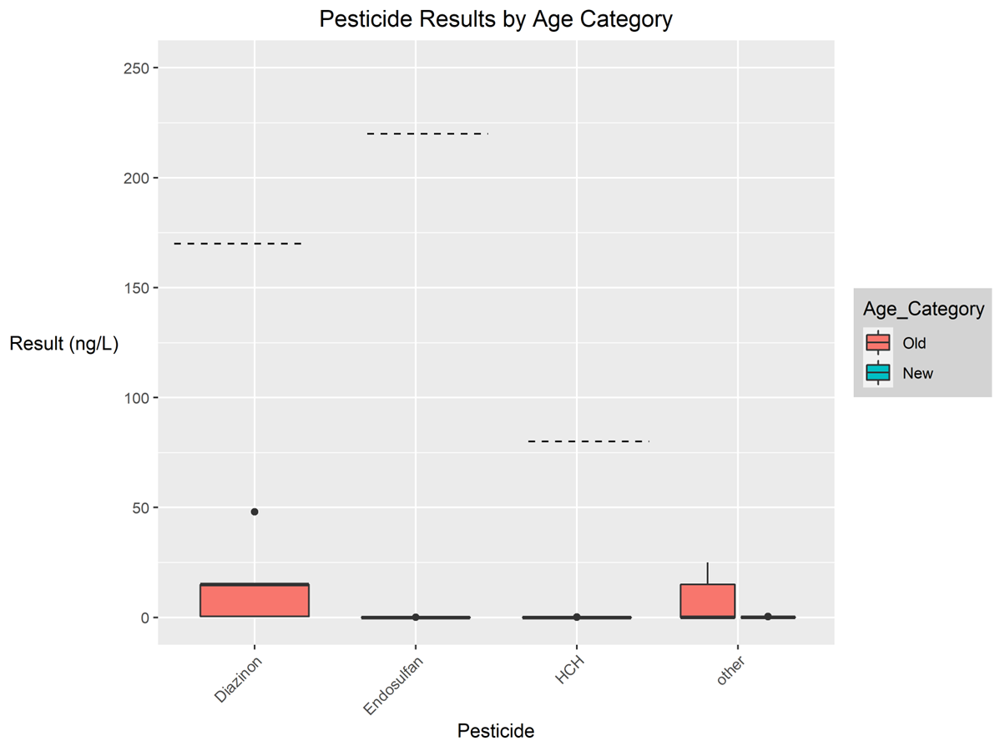 Pesticide Results by Age Category
250
200
150
100
50
0
Result (ng/L)
Age_Category
Old
New
Diazinon
Endosulfan
HCH
other
Pesticide